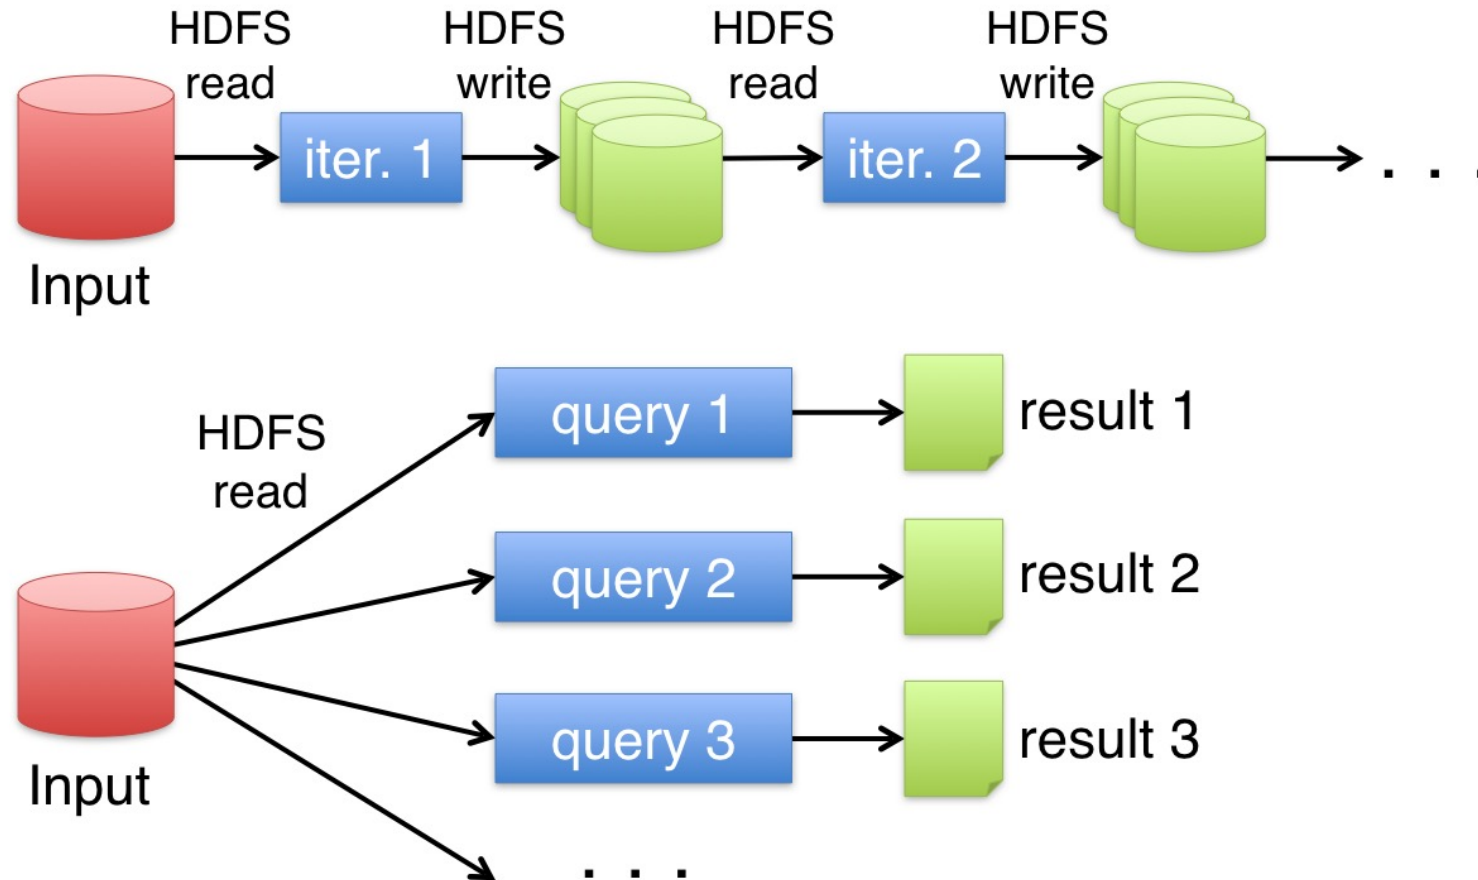 HDFS
read
HDFS
write
HDFS
read
HDFS
write
iter. 1
iter. 2
. . .
Input
HDFS
read
query 1
result 1
query 2
result 2
query 3
result 3
Input
. . .